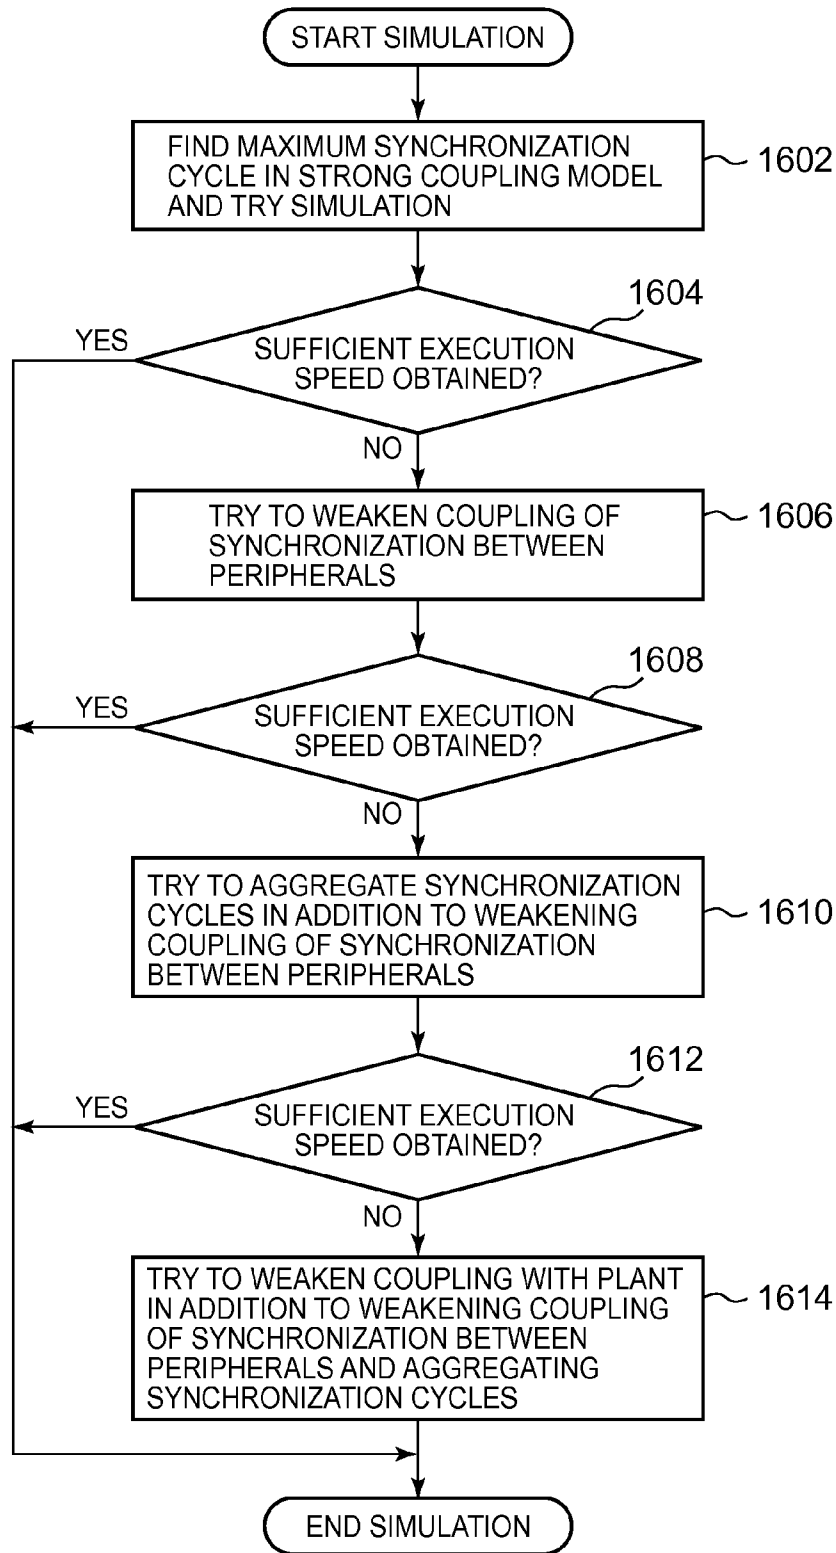 START SIMULATION
FIND MAXIMUM SYNCHRONIZATION
CYCLE IN STRONG COUPLING MODEL
AND TRY SIMULATION
1602
1604
YES
SUFFICIENT EXECUTION
SPEED OBTAINED?
NO
TRY TO WEAKEN COUPLING OF
SYNCHRONIZATION BETWEEN
PERIPHERALS
1606
1608
YES
SUFFICIENT EXECUTION
SPEED OBTAINED?
NO
TRY TO AGGREGATE SYNCHRONIZATION
CYCLES IN ADDITION TO WEAKENING
COUPLING OF SYNCHRONIZATION
BETWEEN PERIPHERALS
1610
1612
YES
SUFFICIENT EXECUTION
SPEED OBTAINED?
NO
TRY TO WEAKEN COUPLING WITH PLANT
IN ADDITION TO WEAKENING COUPLING
OF SYNCHRONIZATION BETWEEN
PERIPHERALS AND AGGREGATING
SYNCHRONIZATION CYCLES
1614
END SIMULATION